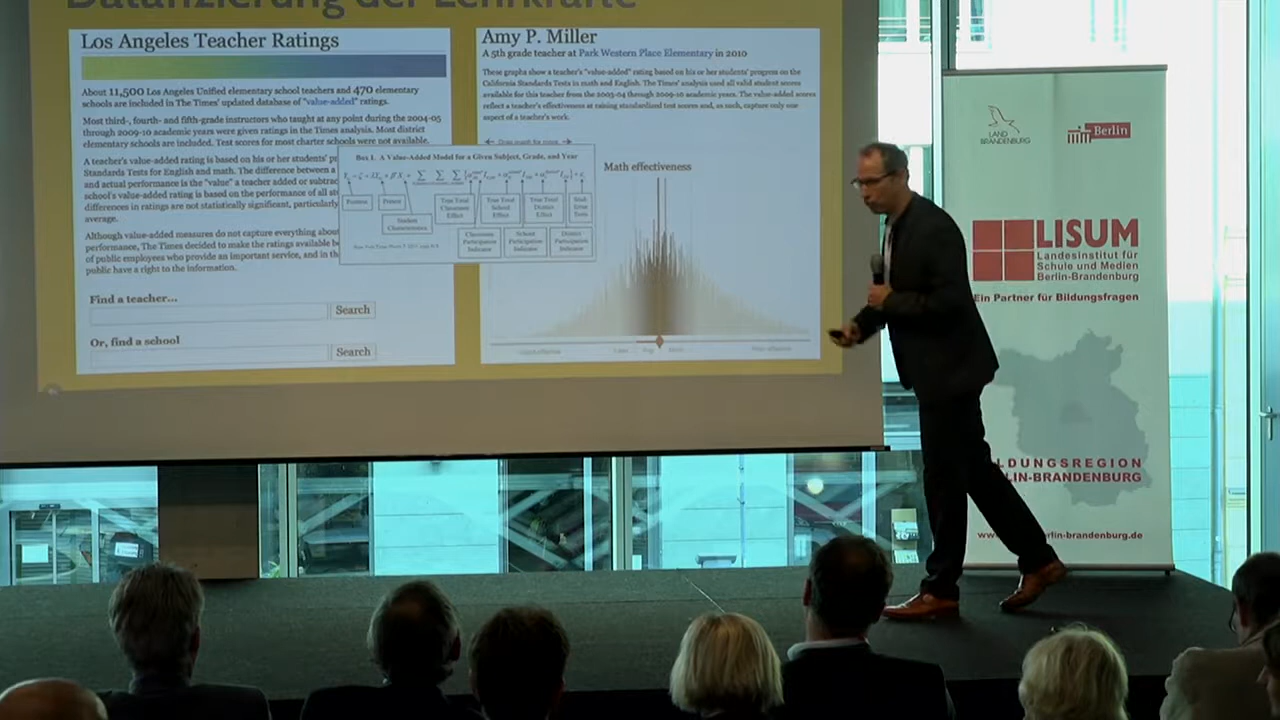 Datafizierung der Lehrkräfte
Los Angeles Teacher Ratings
About 11,500 Los Angeles Unified elementary school teachers and 470 elementary
schools are included in The Times' updated database of "value-added" ratings.
Most third-, fourth- and fifth-grade instructors who taught at any point during the 2004-05
through 2009-10 academic years were given ratings in the Times analysis. Most district
elementary schools are included. Test scores for most charter schools were not available.
A teacher's value-added rating is based on his or her students' pr
Standards Tests for English and math. The difference between a
and actual performance is the "value" a teacher added or subtrac
school's value-added rating is based on the performance of all st
differences in ratings are not statistically significant, particularly
average.
Although value-added measures do not capture everything abou
performance, The Times decided to make the ratings available b
of public employees who provide an important service, and in th
public have a right to the information.
Find a teacher...
Search
Or, find a school
Search
Amy P. Miller
A 5th grade teacher at Park Western Place Elementary in 2010
These graphs show a teacher's "value-added" rating based on his or her students' progress on the
California Standards Tests in math and English. The Times' analysis used all valid student scores
available for this teacher from the 2003-04 through 2009-10 academic years. The value-added scores
reflect a teacher's effectiveness at raising standardized test scores and, as such, capture only one
aspect of a teacher's work.
Box 1. A Value-Added Model for a Given Subject, Grade, and Year
Posttest
Pretest
Student
Characteristics
True Total
Classroom
Effect
True Total
School
Effect
True Total
District
Effect
Classroom
Participation
Indicator
School
Participation
Indicator
District
Participation
Indicator
Math effectiveness
LAND
BRANDENBURG
Berlin
LISUM
Landesinstitut für
Schule und Medien
Berlin-Brandenburg
Ein Partner für Bildungsfragen
LDUNGSREGION
LIN-BRANDENBURG
erlin-brandenburg.de